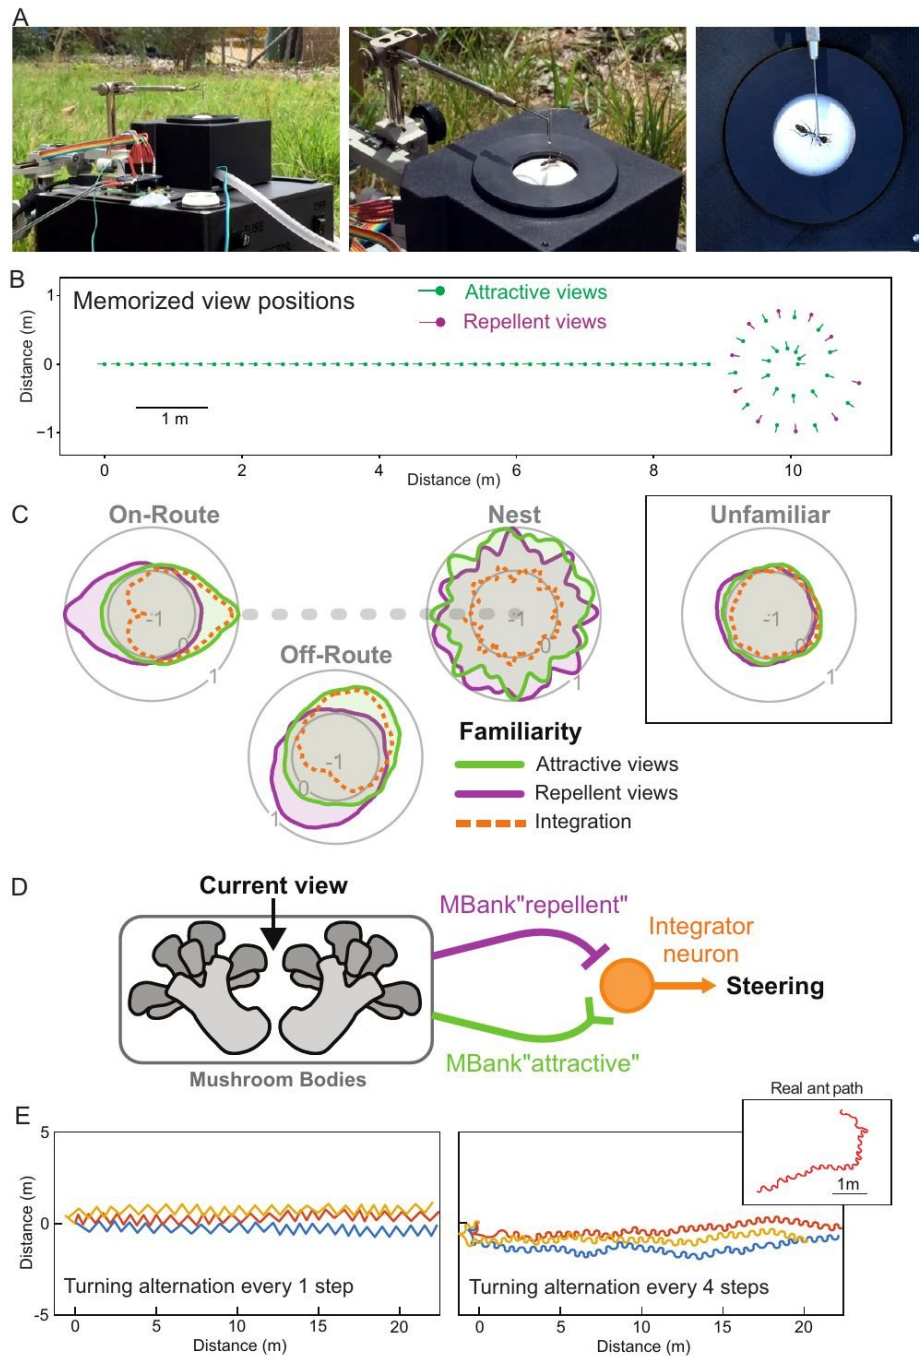 A
B
Memorized view positions
Attractive views
Repellent views
Distance (m)
1
0
−1
1 m
0
2
4
6
8
10
Distance (m)
C
On-Route
Nest
Unfamiliar
-1
0
1
-1
0
1
-1
0
1
Off-Route
-1
0
1
Familiarity
Attractive views
Repellent views
Integration
D
Current view
MBank"repellent"
Integrator
neuron
Steering
MBank"attractive"
Mushroom Bodies
E
Real ant path
1m
5
0
-5
Distance (m)
Turning alternation every 1 step
0
5
10
15
20
Distance (m)
Turning alternation every 4 steps
0
5
10
15
20
Distance (m)